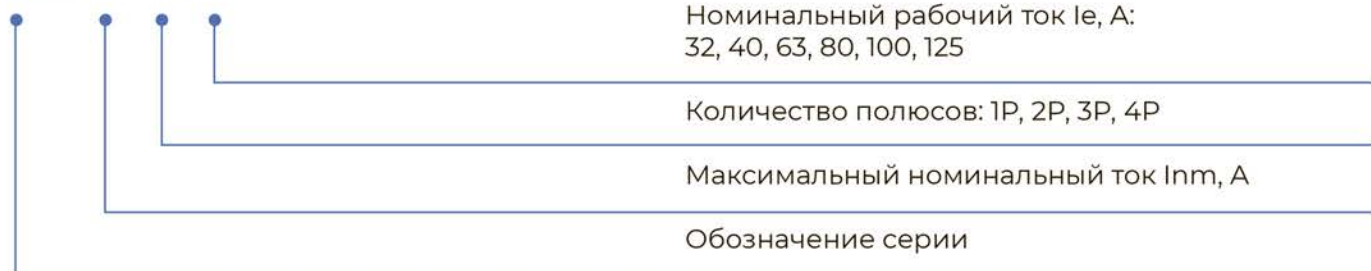 Номинальный рабочий ток Ie, A:
32, 40, 63, 80, 100, 125
Количество полюсов: 1P, 2P, 3P, 4P
Максимальный номинальный ток Inm, A
Обозначение серии